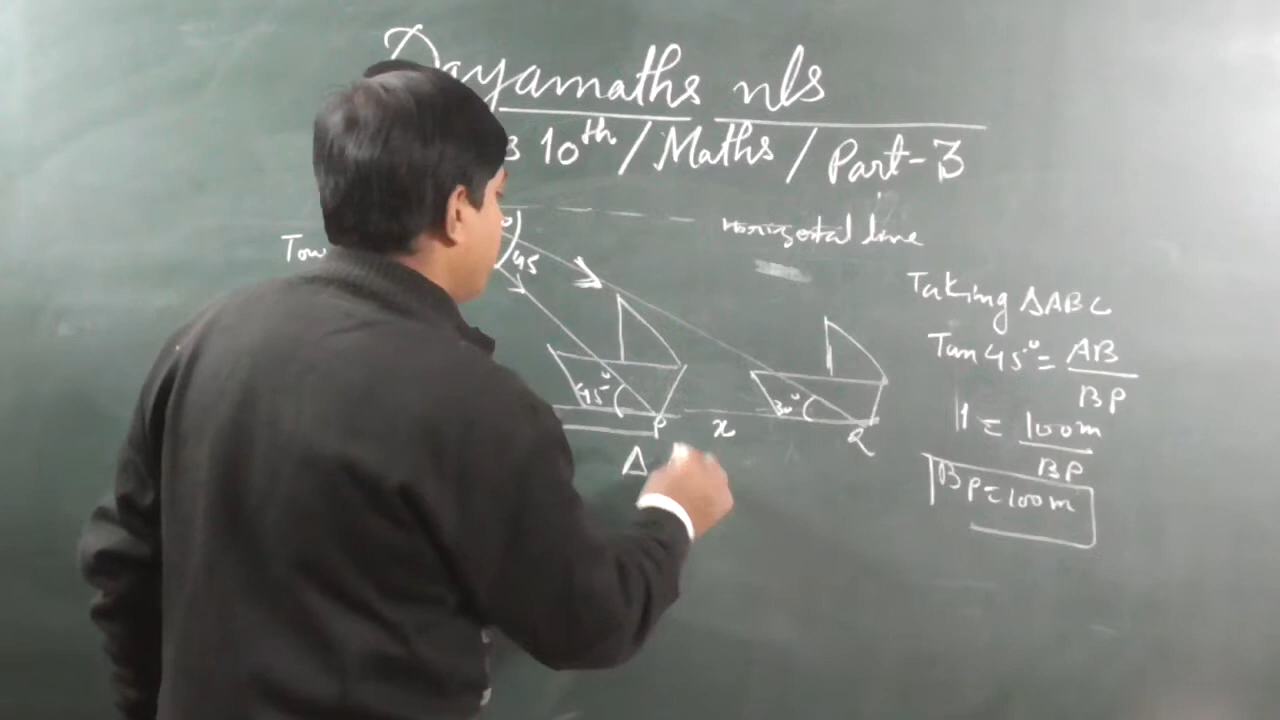 Dayamaths nls
10th / Maths / Part-3
Horizontal line
Tow
45
45°
30°
P
x
Q
Δ
Taking ΔABC
Tan 45° = AB
BP
1 = 100m
BP
BP = 100m